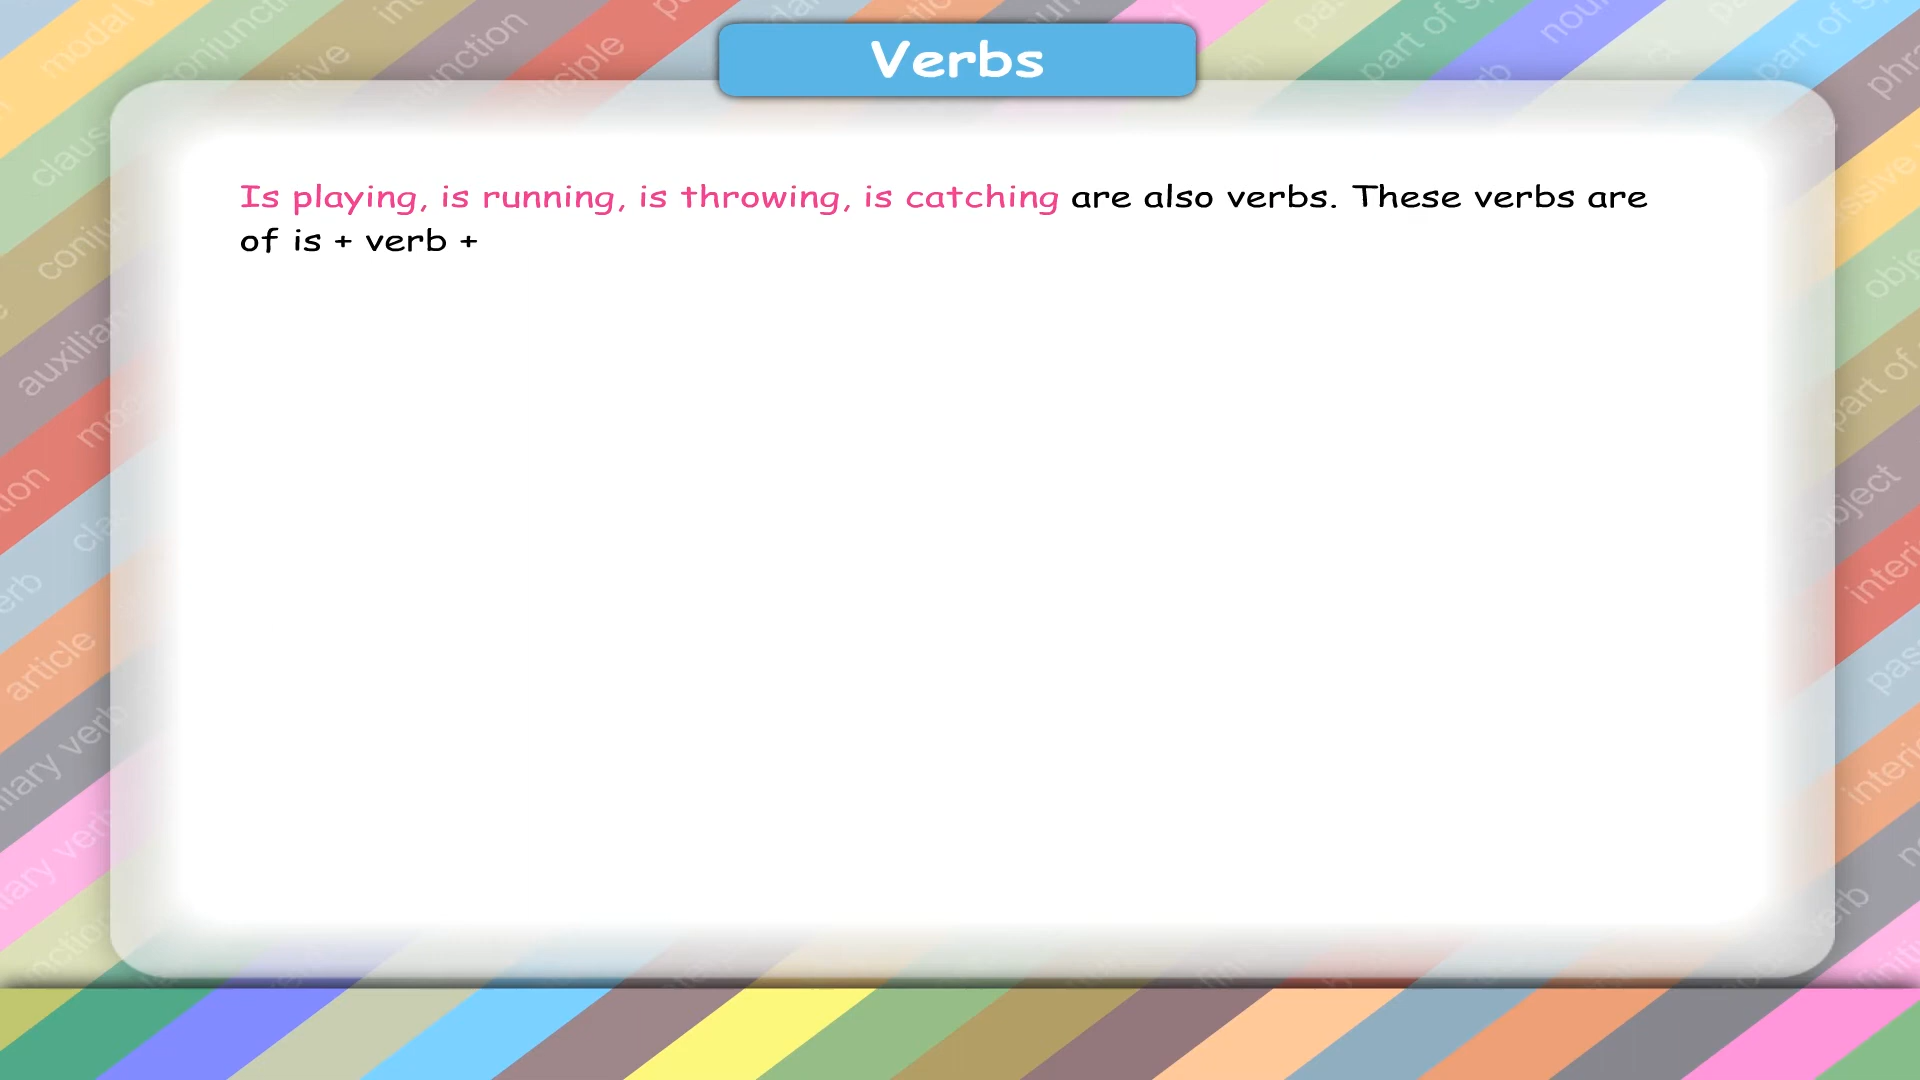 Verbs
Is playing, is running, is throwing, is catching are also verbs. These verbs are
of is + verb +